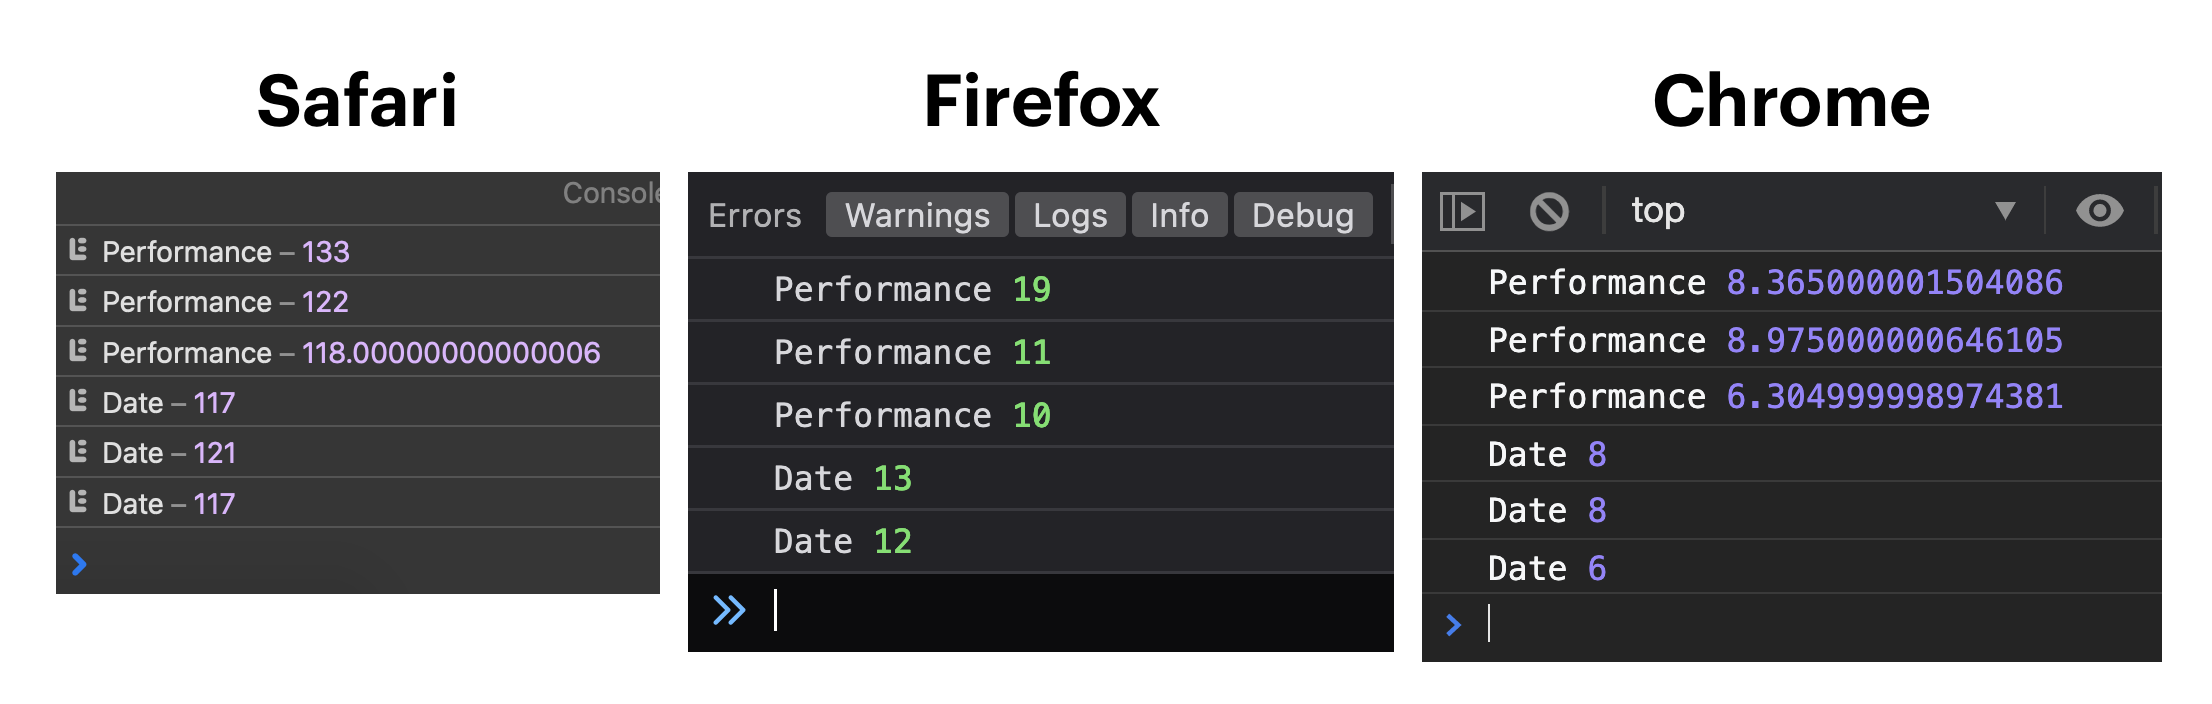 Safari
Console
Performance – 133
Performance – 122
Performance – 118.00000000000006
Date – 117
Date – 121
Date – 117
Firefox
Errors Warnings Logs Info Debug
Performance 19
Performance 11
Performance 10
Date 13
Date 12
Chrome
top
Performance 8.365000001504086
Performance 8.975000000646105
Performance 6.304999998974381
Date 8
Date 8
Date 6